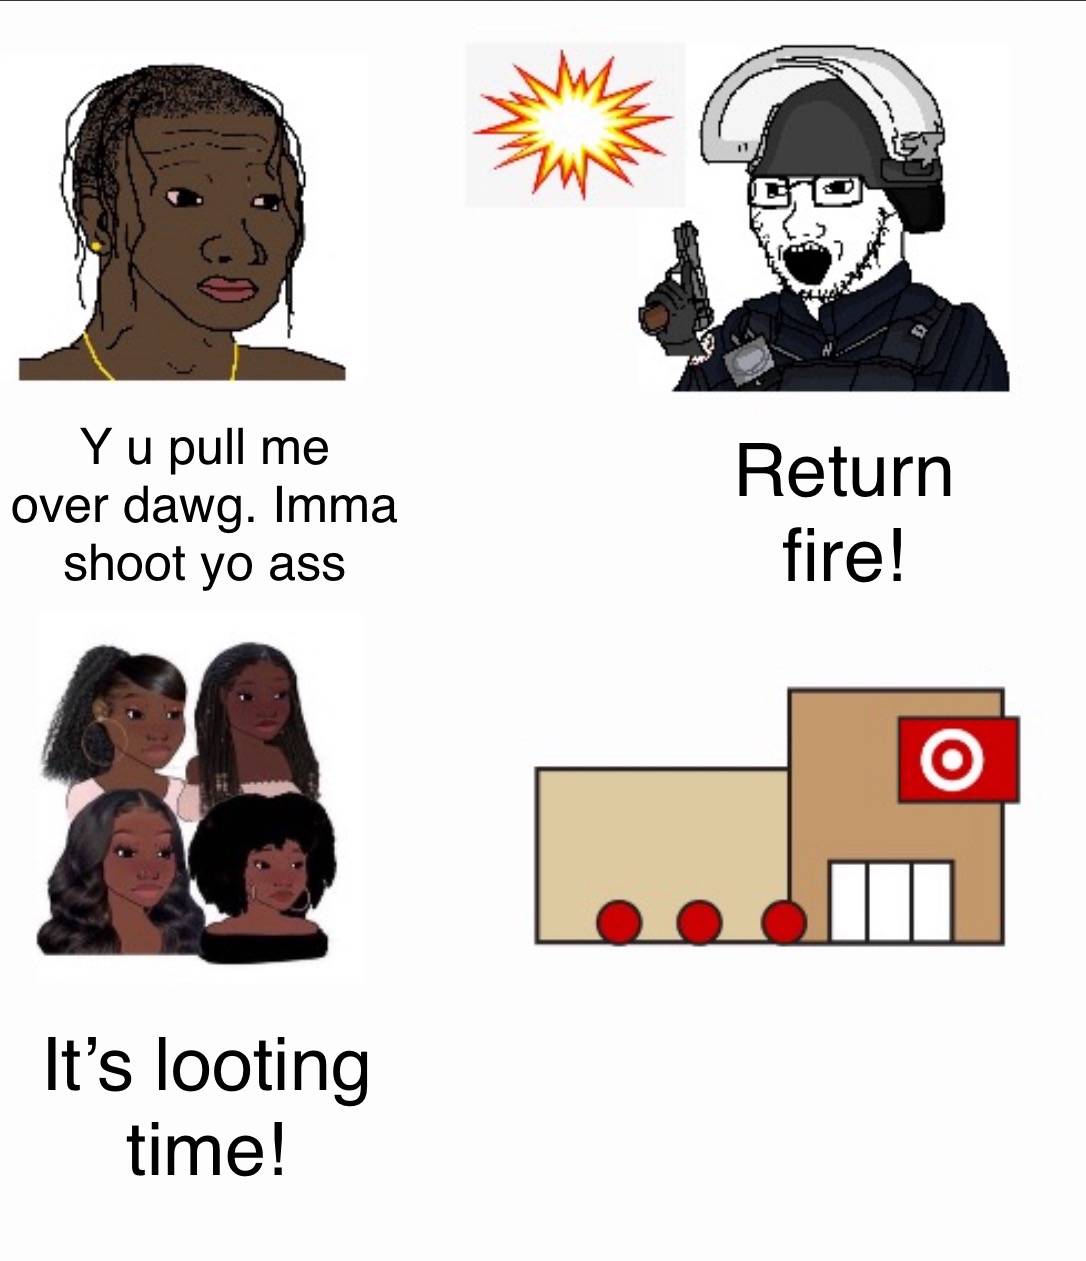 Y u pull me
over dawg. Imma
shoot yo ass
Return
fire!
It’s looting
time!